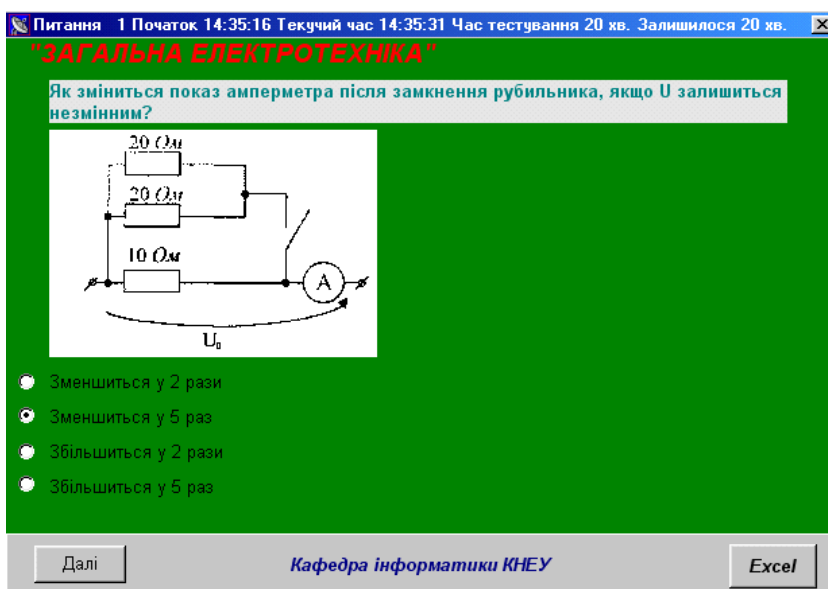 Питання 1 Початок 14:35:16 Текучий час 14:35:31 Час тестування 20 хв. Залишилося 20 хв.
"ЗАГАЛЬНА ЕЛЕКТРОТЕХНІКА"
Як зміниться показ амперметра після замкнення рубильника, якщо U залишиться
незмінним?
20 Ом
20 Ом
10 Ом
A
U₀
Зменшиться у 2 рази
Зменшиться у 5 раз
Збільшиться у 2 рази
Збільшиться у 5 раз
Далі
Кафедра інформатики КНЕУ
Excel